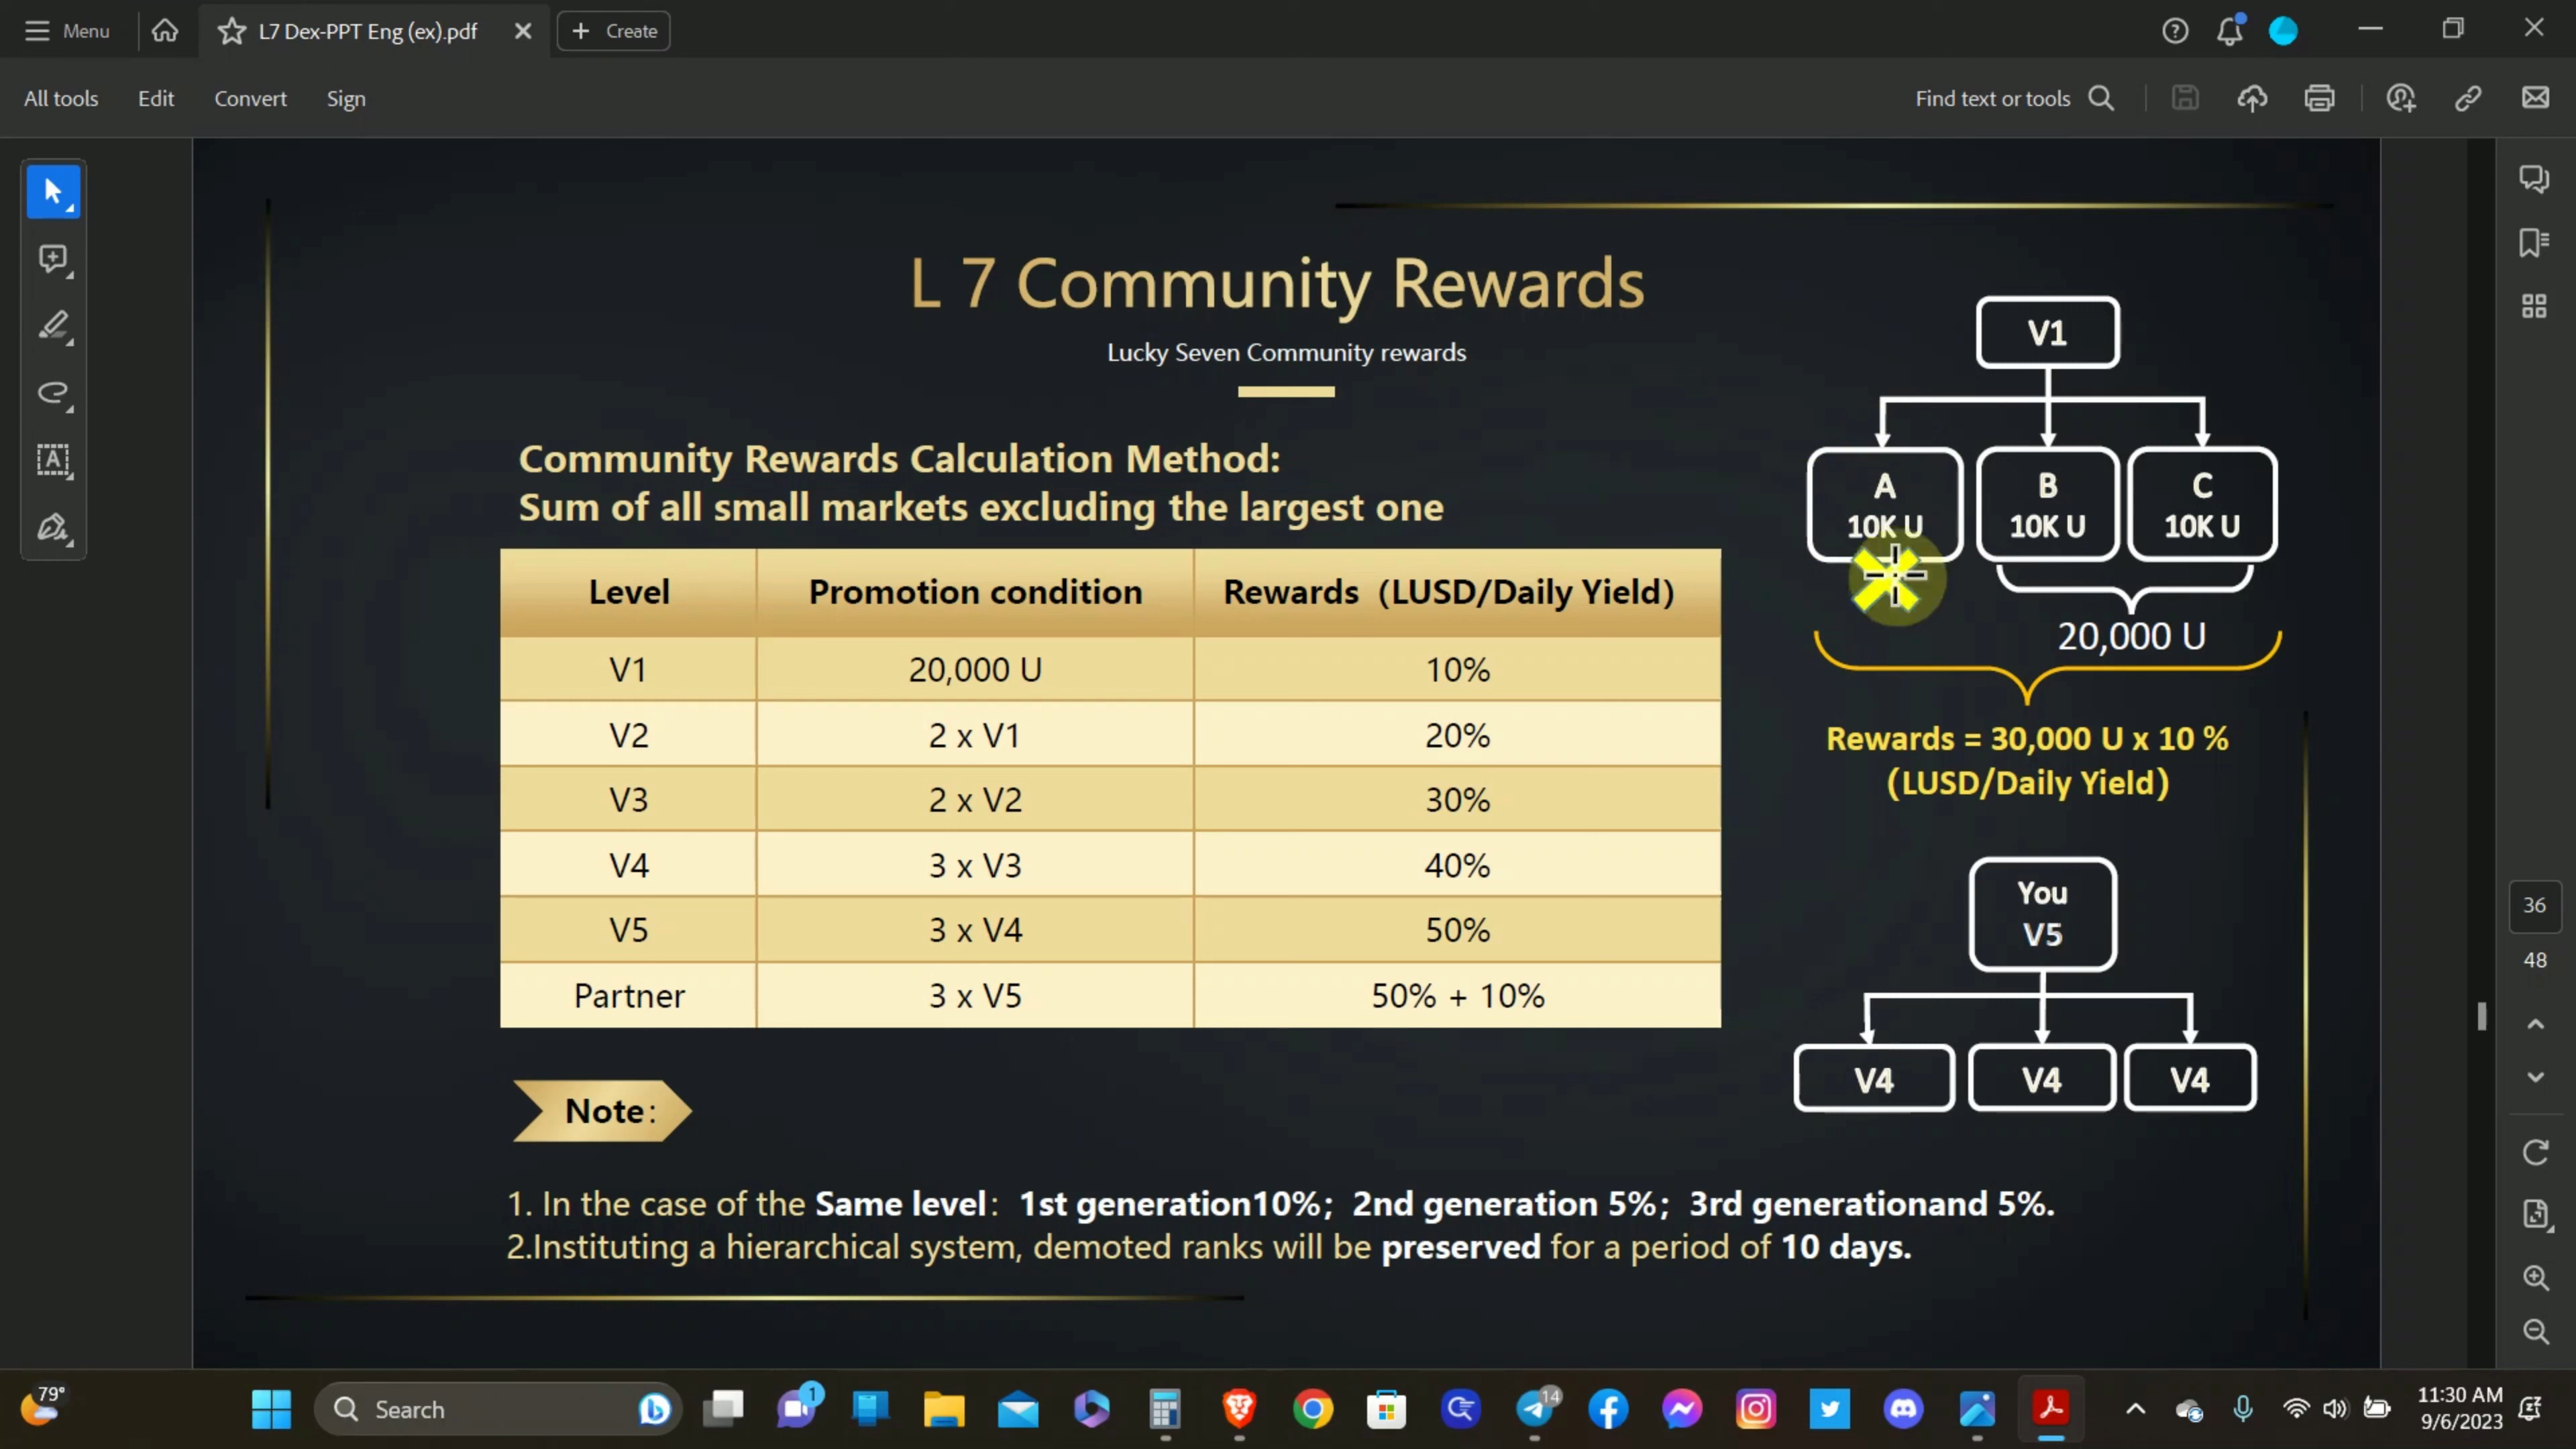 Menu
L7 Dex-PPT Eng (ex).pdf
Create
All tools
Edit
Convert
Sign
Find text or tools
L 7 Community Rewards
Lucky Seven Community rewards
Community Rewards Calculation Method:
Sum of all small markets excluding the largest one
Level Promotion condition Rewards (LUSD/Daily Yield)
V1 20,000 U 10%
V2 2 x V1 20%
V3 2 x V2 30%
V4 3 x V3 40%
V5 3 x V4 50%
Partner 3 x V5 50% + 10%
V1
A B C
10K U 10K U 10K U
20,000 U
Rewards = 30,000 U x 10 %
(LUSD/Daily Yield)
You
V5
V4 V4 V4
Note:
1. In the case of the Same level: 1st generation10%; 2nd generation 5%; 3rd generationand 5%.
2.Instituting a hierarchical system, demoted ranks will be preserved for a period of 10 days.
36
48
79°
Search
1
14
11:30 AM
9/6/2023